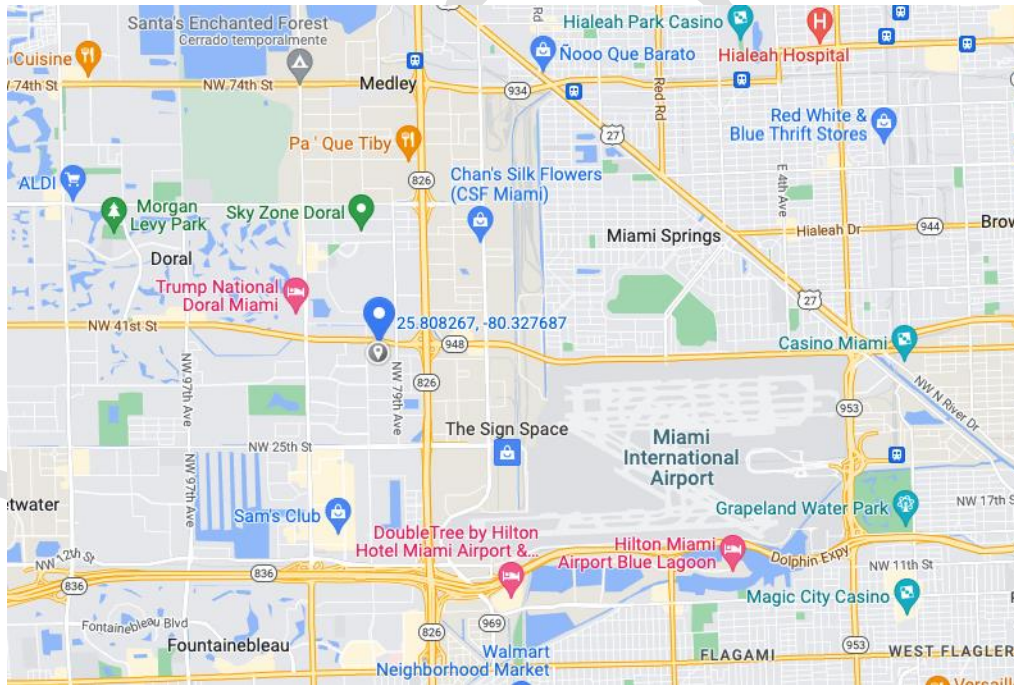 Santa's Enchanted Forest
Cerrado temporalmente
Hialeah Park Casino
Hialeah Hospital
Cuisine
Ñooo Que Barato
Rd
74th St
NW 74th St
Medley
934
Red Rd
Red White &
Blue Thrift Stores
27
Pa ' Que Tiby
E 4th Ave
ALDI
826
Chan's Silk Flowers
(CSF Miami)
Morgan
Levy Park
Sky Zone Doral
Hialeah Dr
944
Brow
Miami Springs
Doral
Trump National
Doral Miami
27
NW 41st St
25.808267, -80.327687
948
Casino Miami
NW 97th Ave
NW 79th Ave
826
NW N River Dr
953
NW 25th St
The Sign Space
Miami
International
Airport
etwater
NW 97th Ave
Sam's Club
Grapeland Water Park
NW 17th S
DoubleTree by Hilton
Hotel Miami Airport &...
Hilton Miami
Airport Blue Lagoon
Dolphin Expy
NW 12th St
836
836
NW 11th St
Magic City Casino
Fontainebleau Blvd
969
826
Fountainebleau
Walmart
Neighborhood Market
FLAGAMI
953
WEST FLAGLER